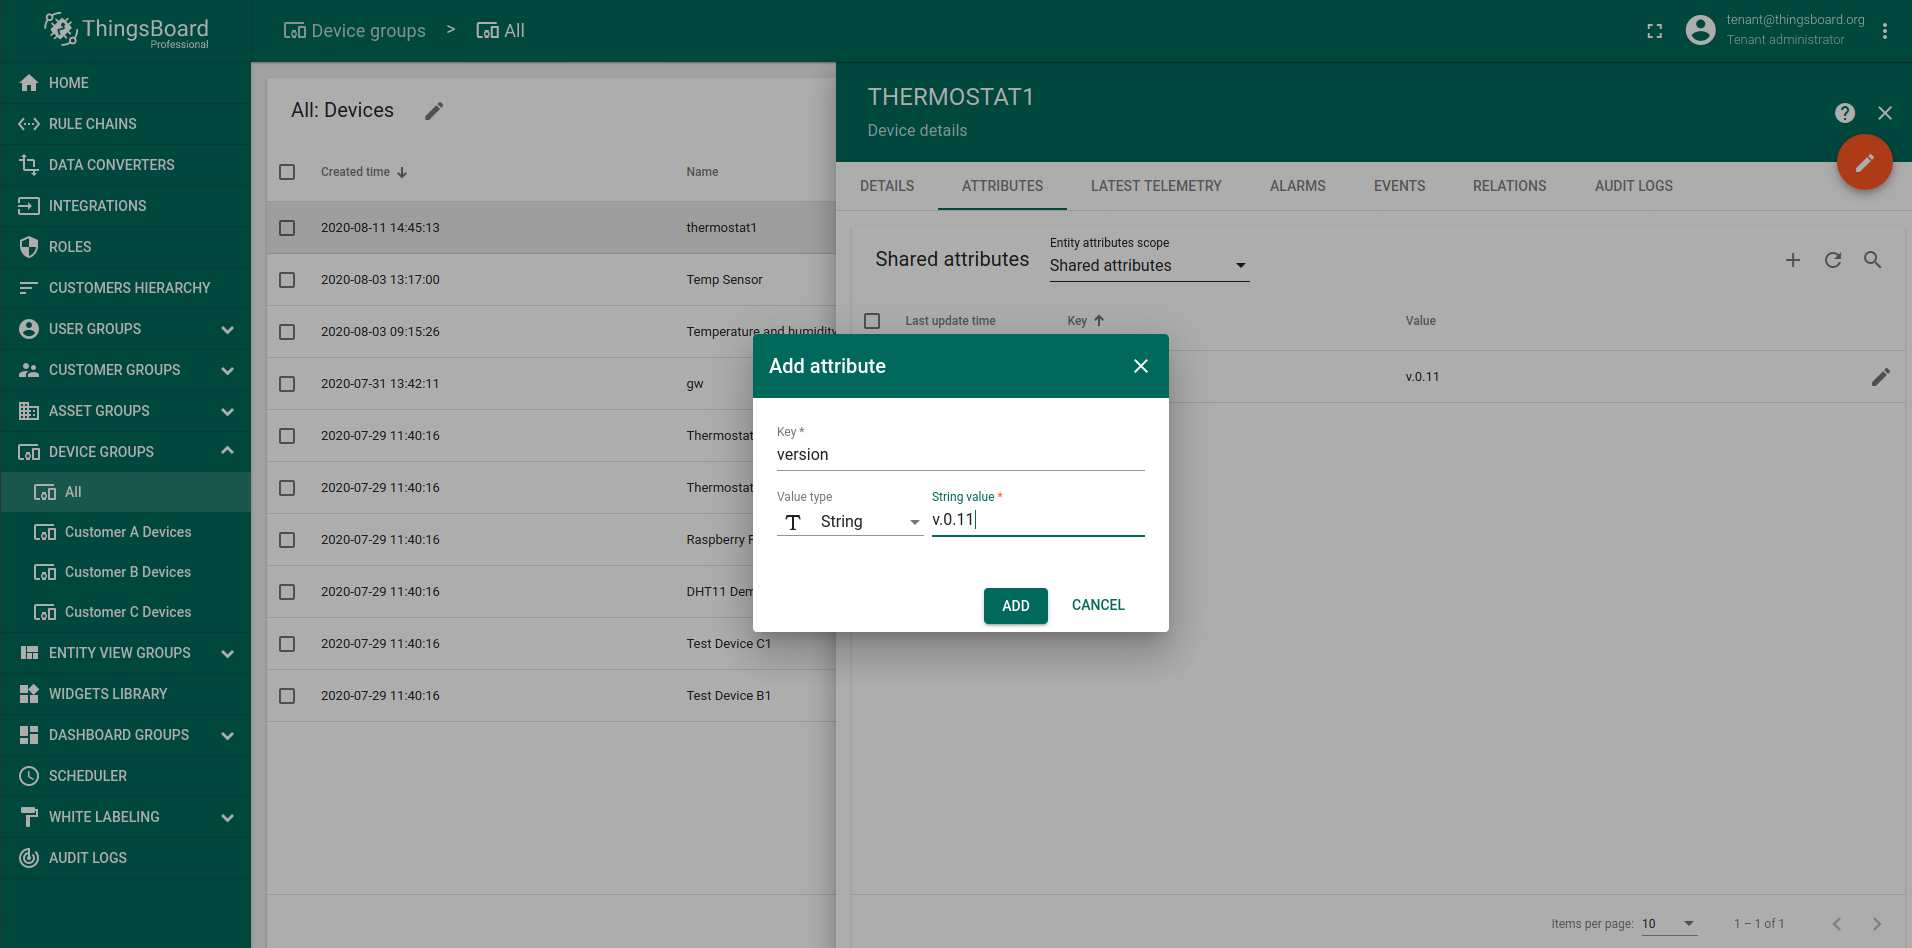 ThingsBoard
Professional
Device groups > All
tenant@thingsboard.org
Tenant administrator
HOME
RULE CHAINS
DATA CONVERTERS
INTEGRATIONS
ROLES
CUSTOMERS HIERARCHY
USER GROUPS
CUSTOMER GROUPS
ASSET GROUPS
DEVICE GROUPS
All
Customer A Devices
Customer B Devices
Customer C Devices
ENTITY VIEW GROUPS
WIDGETS LIBRARY
DASHBOARD GROUPS
SCHEDULER
WHITE LABELING
AUDIT LOGS
All: Devices
Created time Name
2020-08-11 14:45:13 thermostat1
2020-08-03 13:17:00 Temp Sensor
2020-08-03 09:15:26 Temperature and humidity
2020-07-31 13:42:11 gw
2020-07-29 11:40:16 Thermostat
2020-07-29 11:40:16 Thermostat
2020-07-29 11:40:16 Raspberry
2020-07-29 11:40:16 DHT11
2020-07-29 11:40:16 Test Device C1
2020-07-29 11:40:16 Test Device B1
THERMOSTAT1
Device details
DETAILS ATTRIBUTES LATEST TELEMETRY ALARMS EVENTS RELATIONS AUDIT LOGS
Shared attributes
Entity attributes scope
Shared attributes
Last update time Key Value
v.0.11
Items per page: 10 1 – 1 of 1
Add attribute
Key *
version
Value type
String
String value *
v.0.11
ADD CANCEL